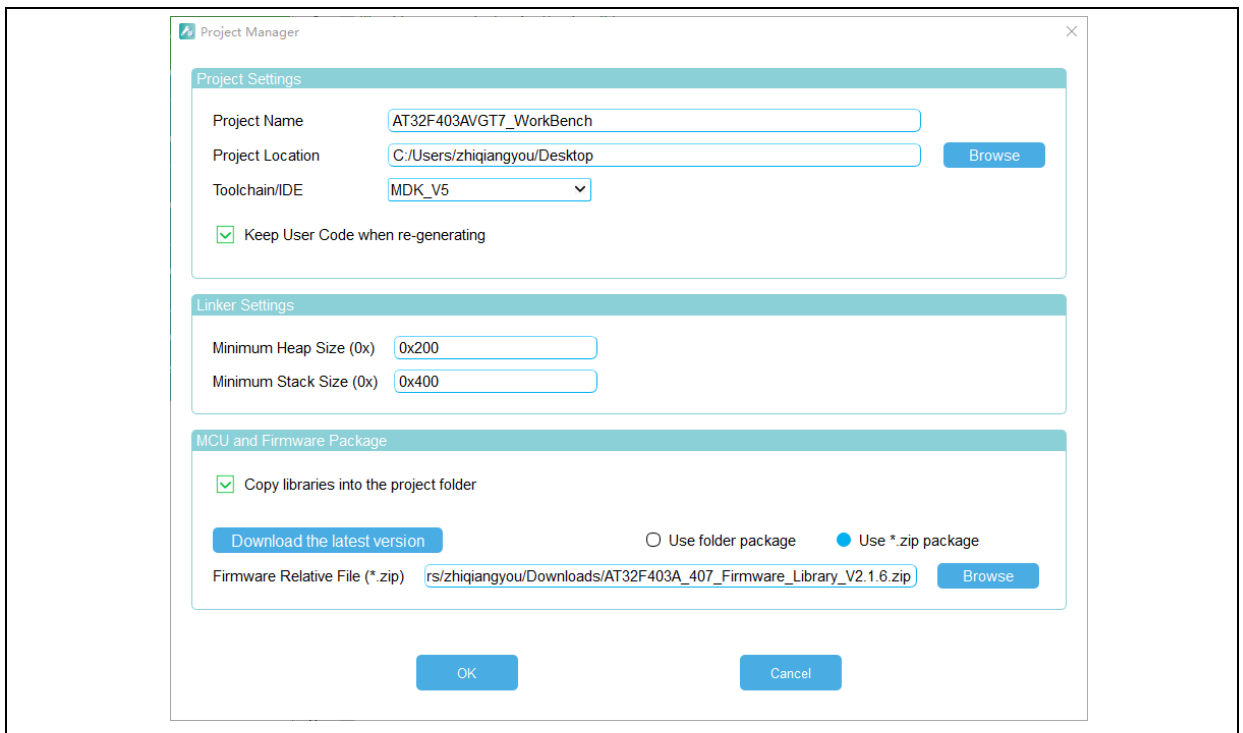 Project Manager
Project Settings
Project Name AT32F403AVGT7_WorkBench
Project Location C:/Users/zhiqiangyou/Desktop Browse
Toolchain/IDE MDK_V5
Keep User Code when re-generating
Linker Settings
Minimum Heap Size (0x) 0x200
Minimum Stack Size (0x) 0x400
MCU and Firmware Package
Copy libraries into the project folder
Download the latest version Use folder package Use *.zip package
Firmware Relative File (*.zip) rs/zhiqiangyou/Downloads/AT32F403A_407_Firmware_Library_V2.1.6.zip Browse
OK Cancel